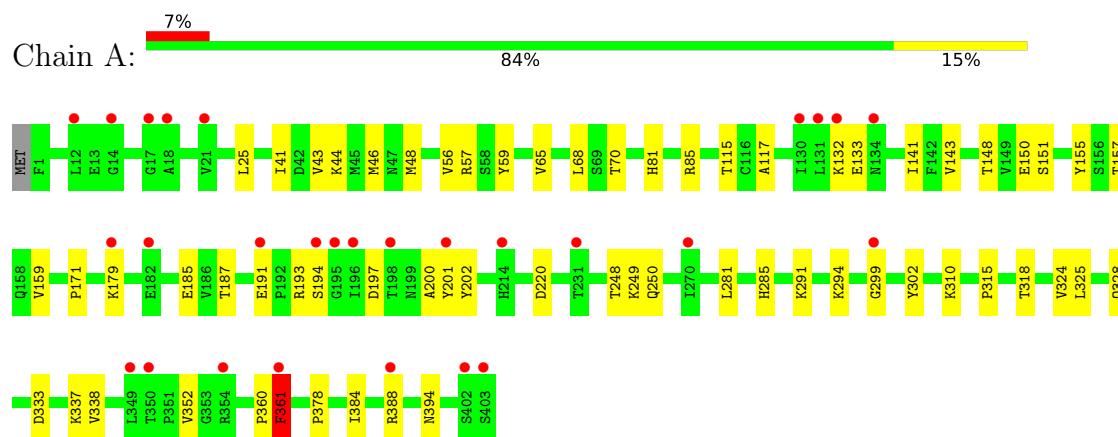 7%
Chain A:
84% 15%
MET F1 L12 E13 G14 G17 A18 V21 L25 I41 D42 V43 K44 M45 M46 N47 M48 V56 R57 S58 Y59 V65 L68 S69 T70 H81 R85 T115 C116 A117 I130 L131 K132 E133 N134 I141 F142 V143 T148 V149 E150 S151 Y155 S156 T157
Q158 V159 P171 K179 E182 E185 V186 T187 E191 P192 R193 S194 G195 I196 D197 T198 N199 A200 Y201 Y202 H214 D220 T231 T248 K249 Q250 I270 L281 H285 K291 K294 G299 Y302 K310 P315 T318 V324 L325
D333 K337 V338 L349 T350 P351 V352 G353 R354 P360 F361 P378 I384 R388 N394 S402 S403